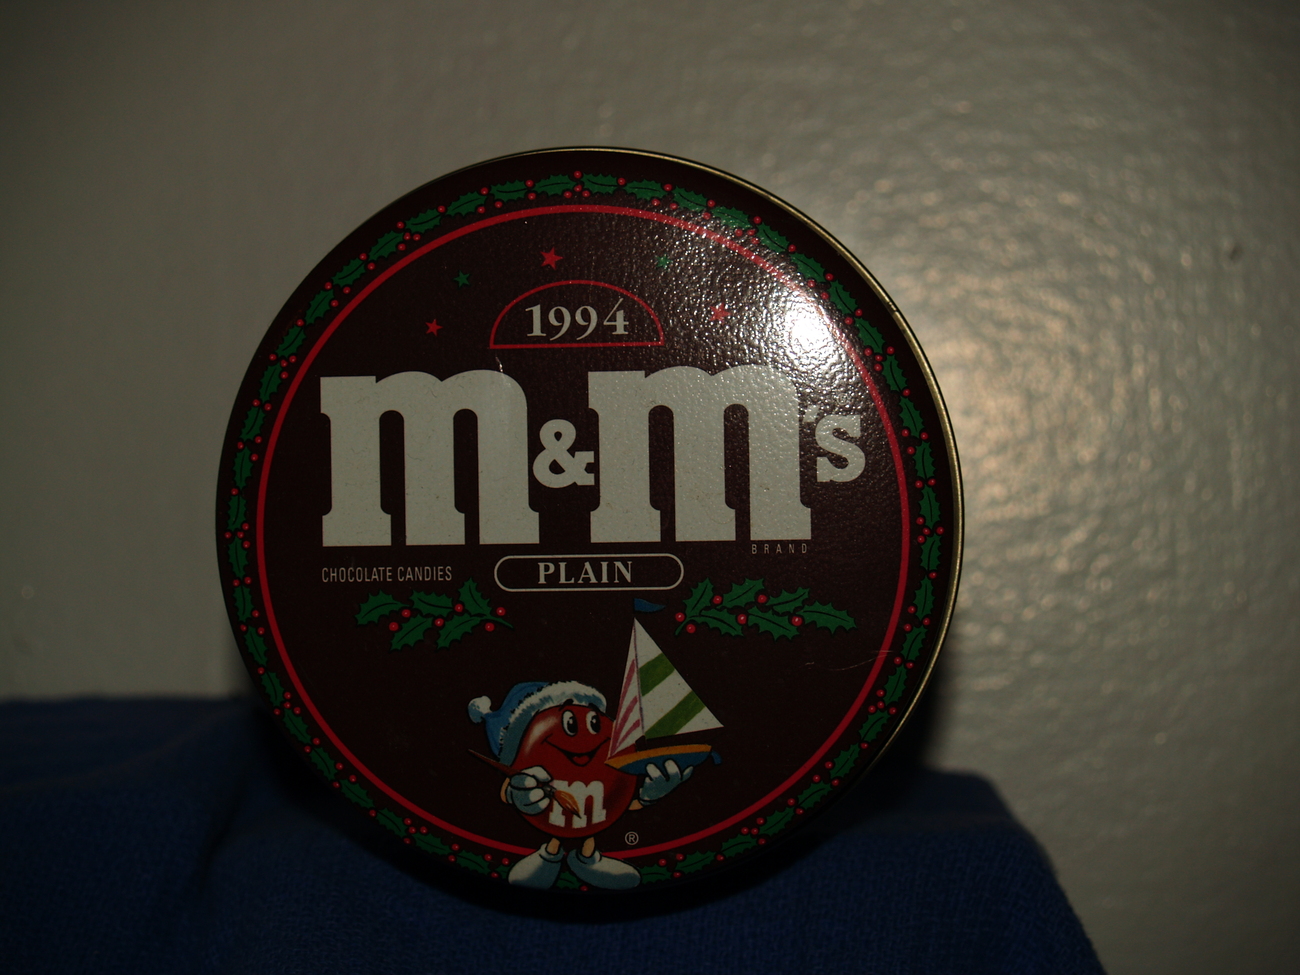 1994
m&m's
BRAND
CHOCOLATE CANDIES
PLAIN
m
®